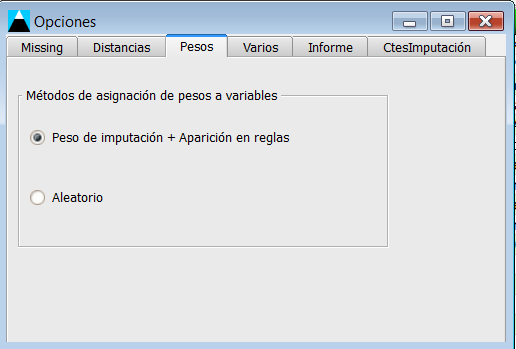 Opciones
Missing Distancias Pesos Varios Informe CtesImputación
Métodos de asignación de pesos a variables
Peso de imputación + Aparición en reglas
Aleatorio